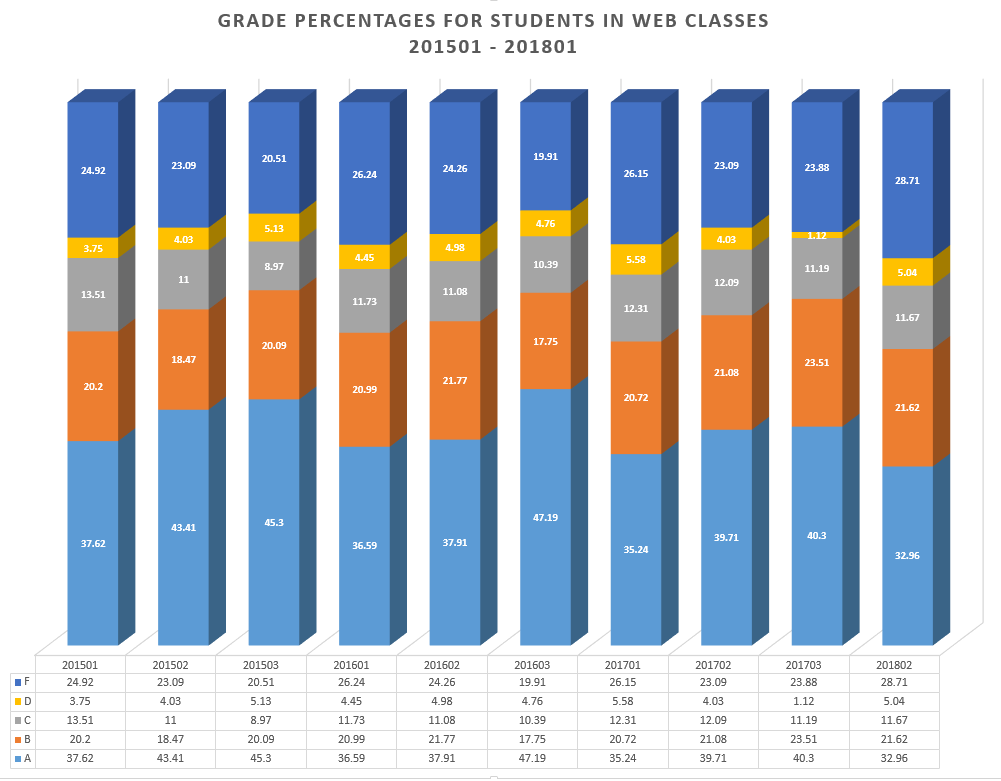 GRADE PERCENTAGES FOR STUDENTS IN WEB CLASSES
201501 - 201801
24.92 23.09 20.51 26.24 24.26 19.91 26.15 23.09 23.88 28.71
3.75 4.03 5.13 4.45 4.98 4.76 5.58 4.03 1.12 5.04
13.51 11 8.97 11.73 11.08 10.39 12.31 12.09 11.19 11.67
20.2 18.47 20.09 20.99 21.77 17.75 20.72 21.08 23.51 21.62
37.62 43.41 45.3 36.59 37.91 47.19 35.24 39.71 40.3 32.96
201501 201502 201503 201601 201602 201603 201701 201702 201703 201802
F 24.92 23.09 20.51 26.24 24.26 19.91 26.15 23.09 23.88 28.71
D 3.75 4.03 5.13 4.45 4.98 4.76 5.58 4.03 1.12 5.04
C 13.51 11 8.97 11.73 11.08 10.39 12.31 12.09 11.19 11.67
B 20.2 18.47 20.09 20.99 21.77 17.75 20.72 21.08 23.51 21.62
A 37.62 43.41 45.3 36.59 37.91 47.19 35.24 39.71 40.3 32.96